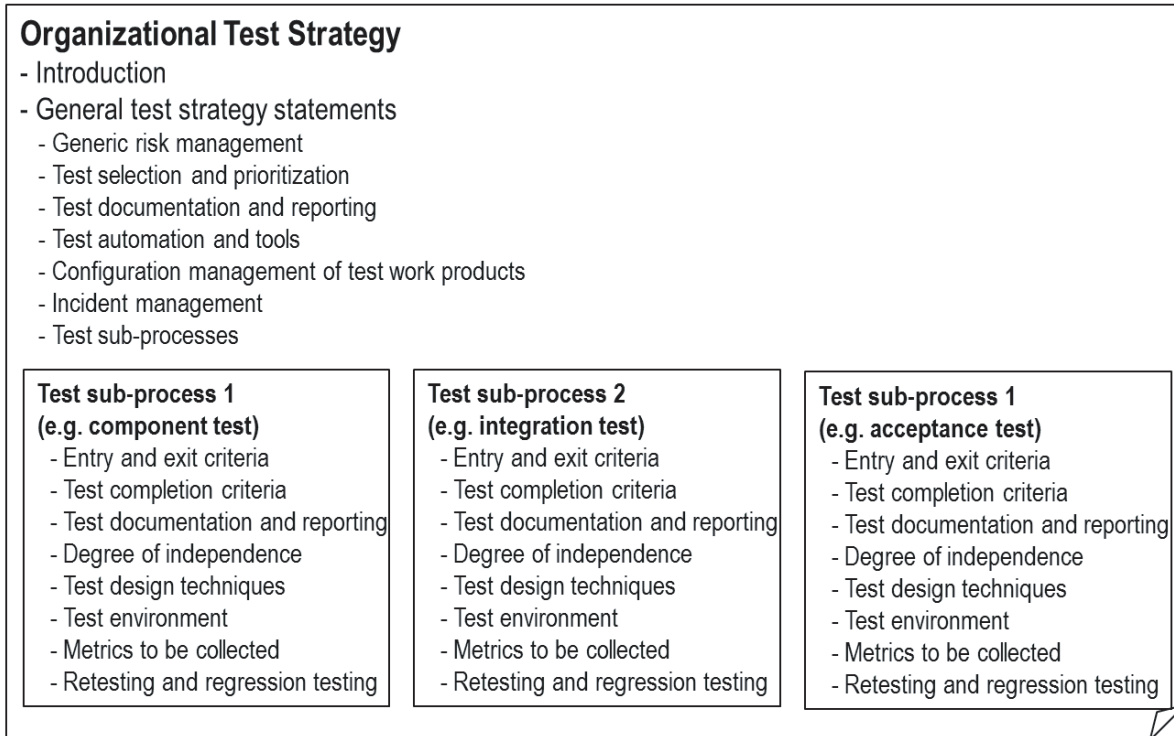 Organizational Test Strategy
- Introduction
- General test strategy statements
- Generic risk management
- Test selection and prioritization
- Test documentation and reporting
- Test automation and tools
- Configuration management of test work products
- Incident management
- Test sub-processes
Test sub-process 1
(e.g. component test)
- Entry and exit criteria
- Test completion criteria
- Test documentation and reporting
- Degree of independence
- Test design techniques
- Test environment
- Metrics to be collected
- Retesting and regression testing
Test sub-process 2
(e.g. integration test)
- Entry and exit criteria
- Test completion criteria
- Test documentation and reporting
- Degree of independence
- Test design techniques
- Test environment
- Metrics to be collected
- Retesting and regression testing
Test sub-process 1
(e.g. acceptance test)
- Entry and exit criteria
- Test completion criteria
- Test documentation and reporting
- Degree of independence
- Test design techniques
- Test environment
- Metrics to be collected
- Retesting and regression testing